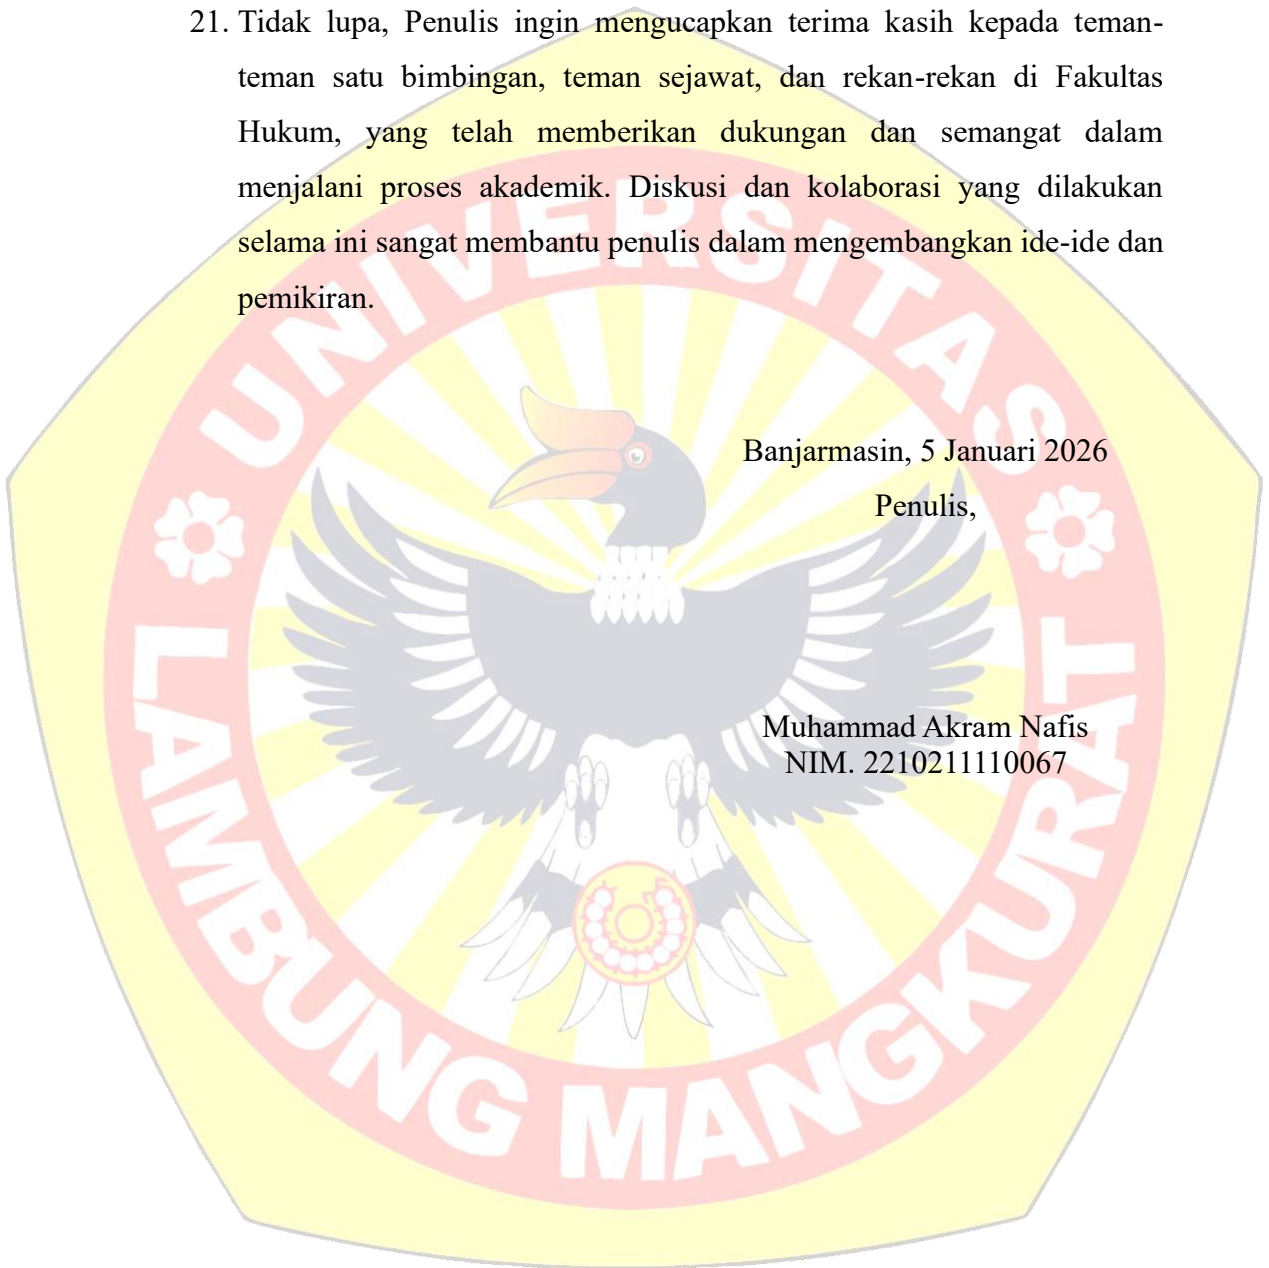 21. Tidak lupa, Penulis ingin mengucapkan terima kasih kepada teman-
teman satu bimbingan, teman sejawat, dan rekan-rekan di Fakultas
Hukum, yang telah memberikan dukungan dan semangat dalam
menjalani proses akademik. Diskusi dan kolaborasi yang dilakukan
selama ini sangat membantu penulis dalam mengembangkan ide-ide dan
pemikiran.
Banjarmasin, 5 Januari 2026
Penulis,
Muhammad Akram Nafis
NIM. 2210211110067
UNIVERSITAS
LAMBUNG MANGKURAT